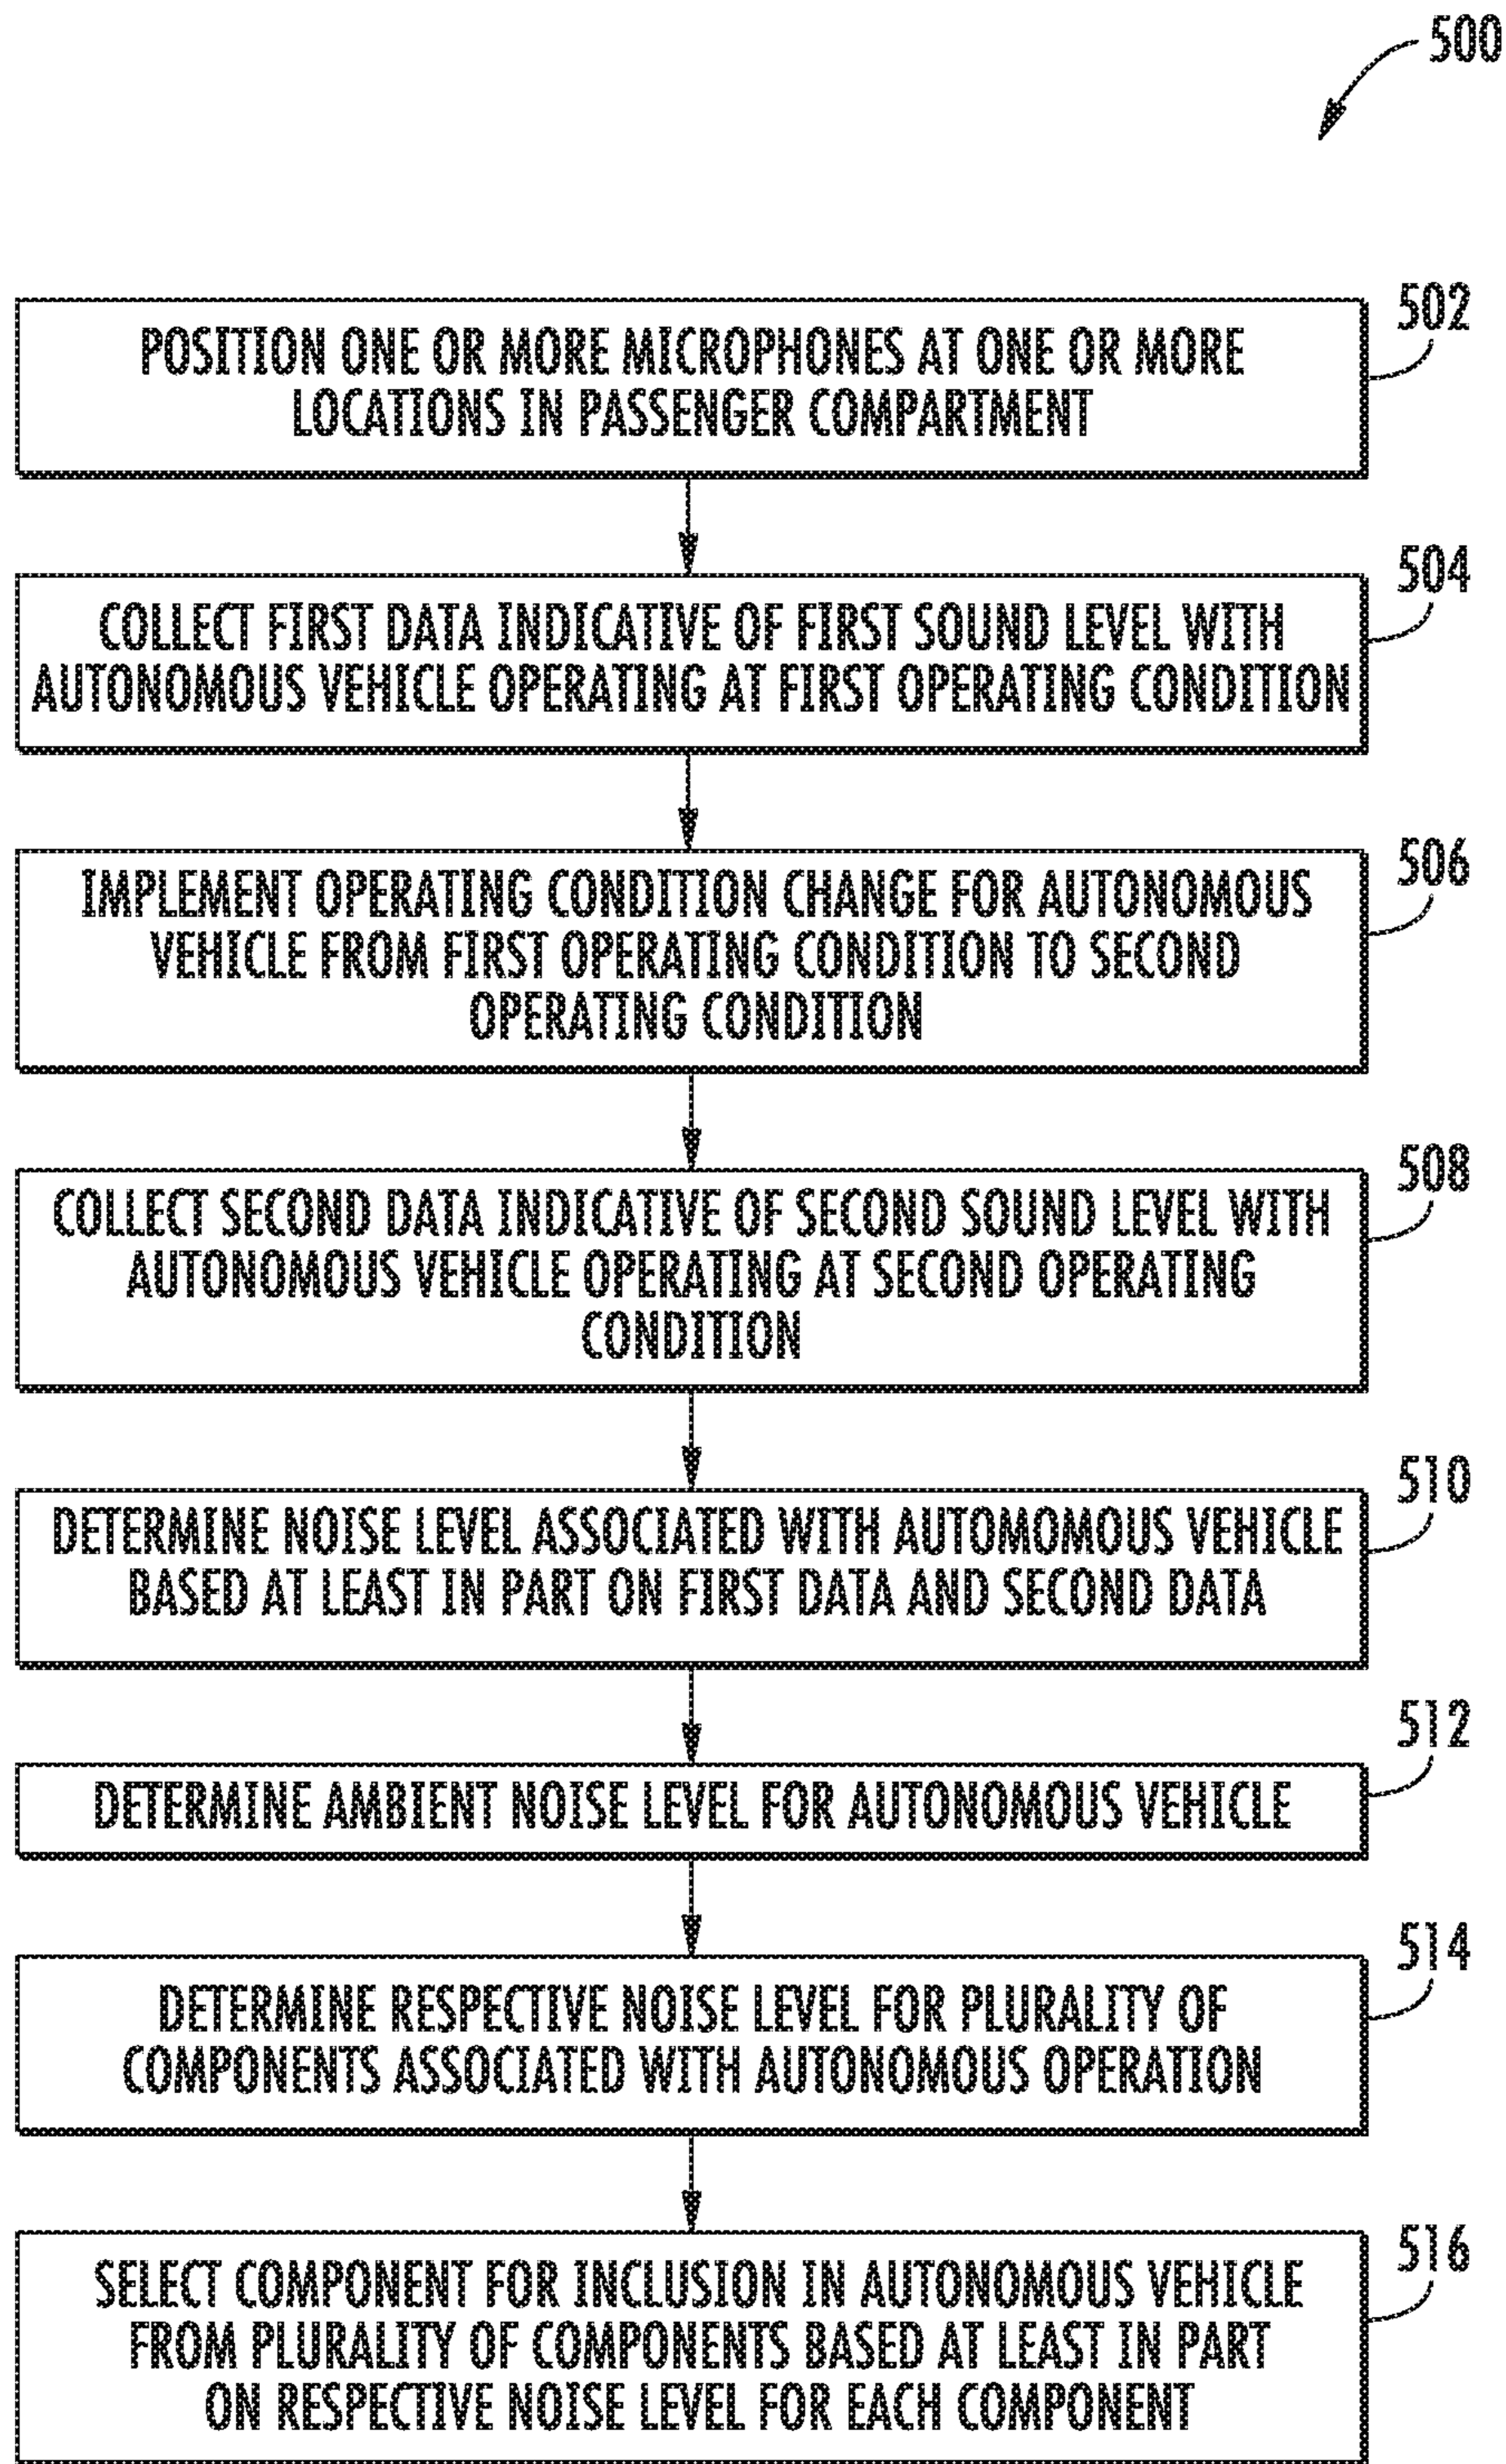 500
502
POSITION ONE OR MORE MICROPHONES AT ONE OR MORE
LOCATIONS IN PASSENGER COMPARTMENT
504
COLLECT FIRST DATA INDICATIVE OF FIRST SOUND LEVEL WITH
AUTONOMOUS VEHICLE OPERATING AT FIRST OPERATING CONDITION
506
IMPLEMENT OPERATING CONDITION CHANGE FOR AUTONOMOUS
VEHICLE FROM FIRST OPERATING CONDITION TO SECOND
OPERATING CONDITION
508
COLLECT SECOND DATA INDICATIVE OF SECOND SOUND LEVEL WITH
AUTONOMOUS VEHICLE OPERATING AT SECOND OPERATING
CONDITION
510
DETERMINE NOISE LEVEL ASSOCIATED WITH AUTOMOMOUS VEHICLE
BASED AT LEAST IN PART ON FIRST DATA AND SECOND DATA
512
DETERMINE AMBIENT NOISE LEVEL FOR AUTONOMOUS VEHICLE
514
DETERMINE RESPECTIVE NOISE LEVEL FOR PLURALITY OF
COMPONENTS ASSOCIATED WITH AUTONOMOUS OPERATION
516
SELECT COMPONENT FOR INCLUSION IN AUTONOMOUS VEHICLE
FROM PLURALITY OF COMPONENTS BASED AT LEAST IN PART
ON RESPECTIVE NOISE LEVEL FOR EACH COMPONENT